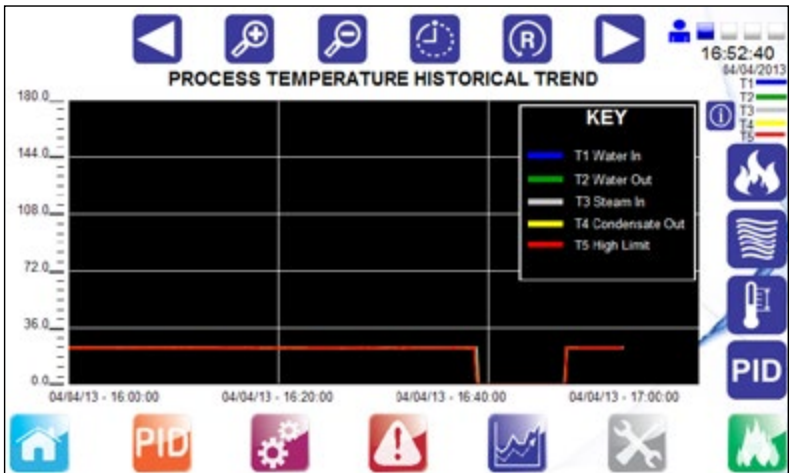 R
16:52:40
04/04/2013
PROCESS TEMPERATURE HISTORICAL TREND
T1
T2
T3
T4
T5
180.0
KEY
T1 Water In
T2 Water Out
T3 Steam In
T4 Condensate Out
T5 High Limit
i
144.0
108.0
72.0
36.0
0.0
PID
04/04/13 - 16:00:00
04/04/13 - 16:20:00
04/04/13 - 16:40:00
04/04/13 - 17:00:00
PID